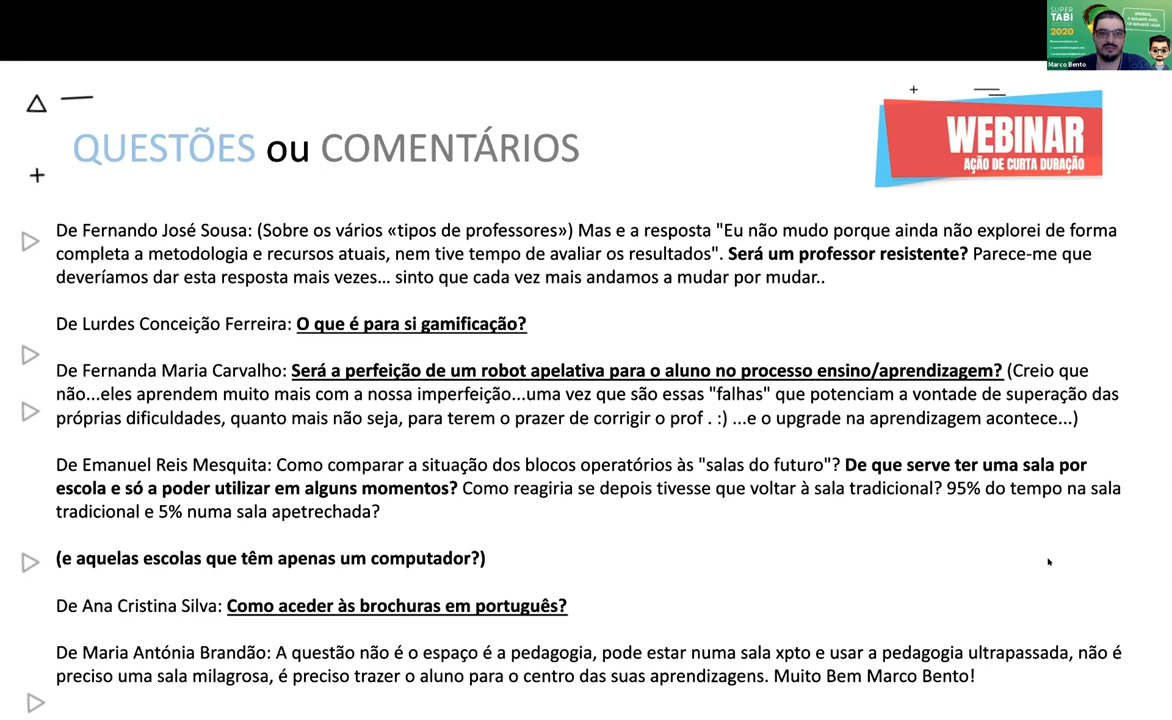 SUPER
TABI
2020
Marco Bento
QUESTÕES ou COMENTÁRIOS
WEBINAR
AÇÃO DE CURTA DURAÇÃO
De Fernando José Sousa: (Sobre os vários «tipos de professores») Mas e a resposta "Eu não mudo porque ainda não explorei de forma
completa a metodologia e recursos atuais, nem tive tempo de avaliar os resultados". Será um professor resistente? Parece-me que
deveríamos dar esta resposta mais vezes... sinto que cada vez mais andamos a mudar por mudar..
De Lurdes Conceição Ferreira: O que é para si gamificação?
De Fernanda Maria Carvalho: Será a perfeição de um robot apelativa para o aluno no processo ensino/aprendizagem? (Creio que
não...eles aprendem muito mais com a nossa imperfeição...uma vez que são essas "falhas" que potenciam a vontade de superação das
próprias dificuldades, quanto mais não seja, para terem o prazer de corrigir o prof . :) ...e o upgrade na aprendizagem acontece...)
De Emanuel Reis Mesquita: Como comparar a situação dos blocos operatórios às "salas do futuro"? De que serve ter uma sala por
escola e só a poder utilizar em alguns momentos? Como reagiria se depois tivesse que voltar à sala tradicional? 95% do tempo na sala
tradicional e 5% numa sala apetrechada?
(e aquelas escolas que têm apenas um computador?)
De Ana Cristina Silva: Como aceder às brochuras em português?
De Maria Antónia Brandão: A questão não é o espaço é a pedagogia, pode estar numa sala xpto e usar a pedagogia ultrapassada, não é
preciso uma sala milagrosa, é preciso trazer o aluno para o centro das suas aprendizagens. Muito Bem Marco Bento!